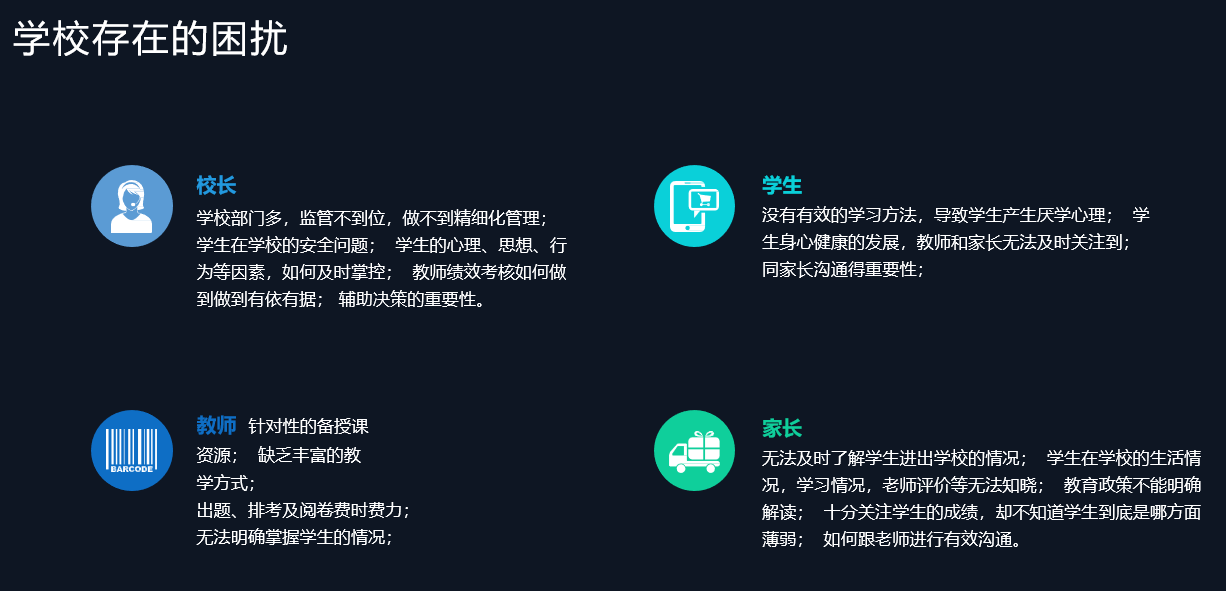 学校存在的困扰
校长
学校部门多，监管不到位，做不到精细化管理；
学生在学校的安全问题； 学生的心理、思想、行
为等因素，如何及时掌控； 教师绩效考核如何做
到做到有依有据； 辅助决策的重要性。
学生
没有有效的学习方法，导致学生产生厌学心理； 学
生身心健康的发展，教师和家长无法及时关注到；
同家长沟通得重要性；
BARCODE
教师 针对性的备授课
资源； 缺乏丰富的教
学方式；
出题、排考及阅卷费时费力；
无法明确掌握学生的情况；
家长
无法及时了解学生进出学校的情况； 学生在学校的生活情
况，学习情况，老师评价等无法知晓； 教育政策不能明确
解读； 十分关注学生的成绩，却不知道学生到底是哪方面
薄弱； 如何跟老师进行有效沟通。